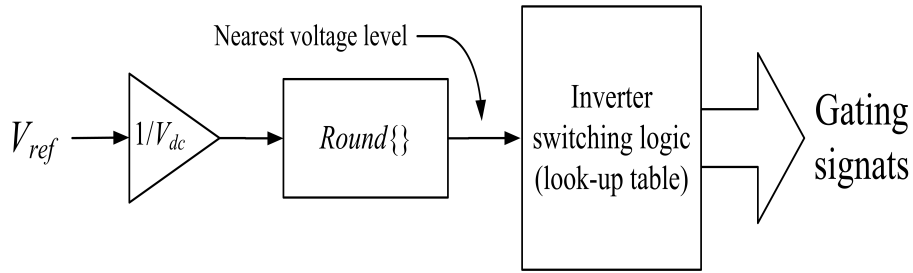 Nearest voltage level
V_ref
1/V_dc
Round{}
Inverter
switching logic
(look-up table)
Gating
signats